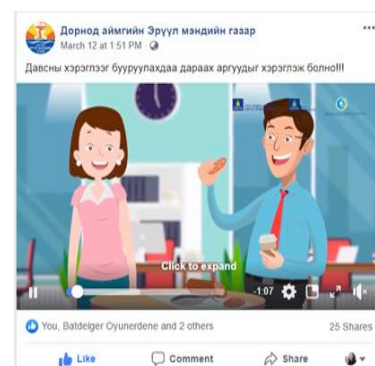 Дорнод аймгийн Эрүүл мэндийн газар
March 12 at 1:51 PM ·
Давсны хэрэглээг бууруулахдаа дараах аргуудыг хэрэглэж болно!!!
Click to expand
-1:07
You, Batdelger Oyunerdene and 2 others
25 Shares
Like
Comment
Share